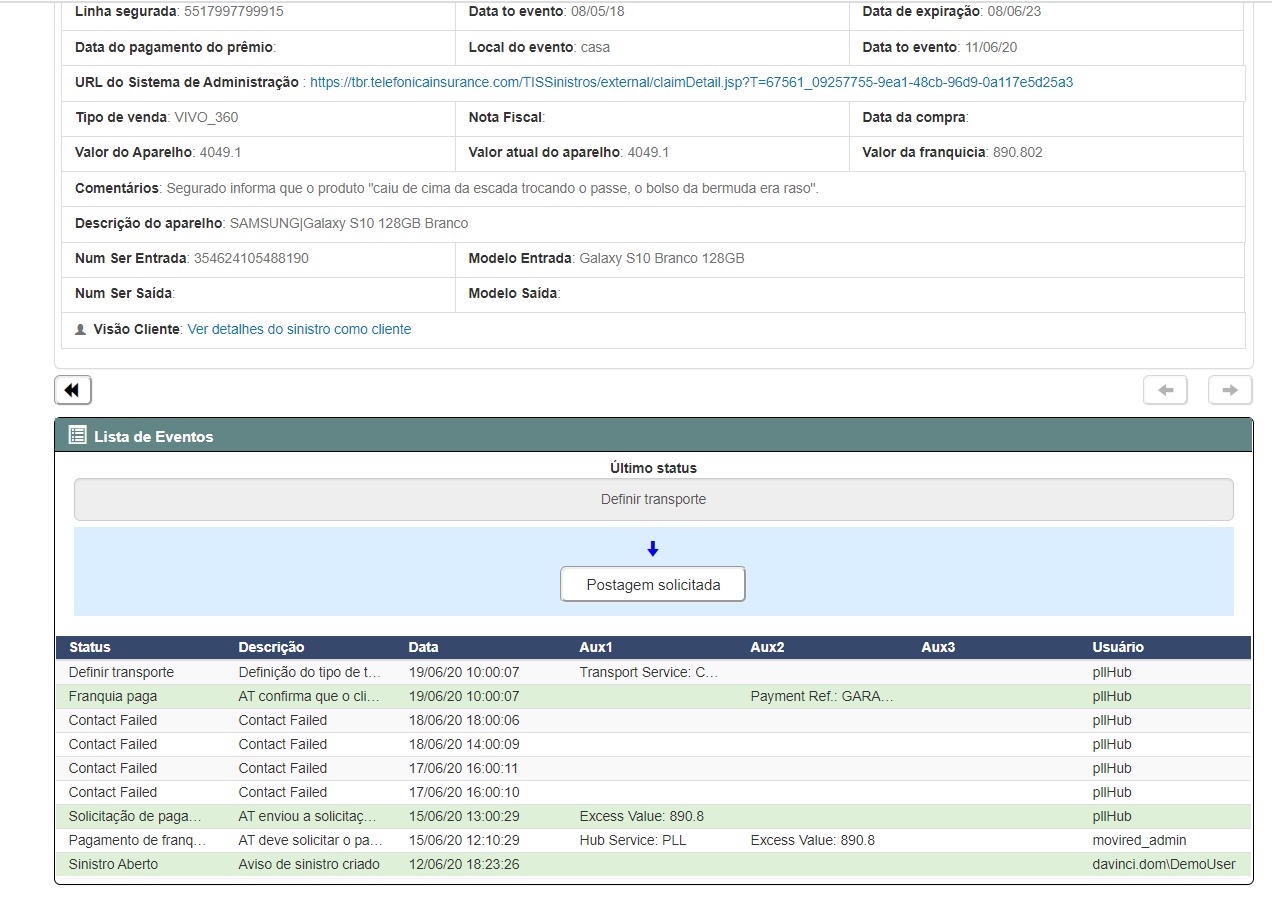 Linha segurada: 5517997799915 Data to evento: 08/05/18 Data de expiração: 08/06/23
Data do pagamento do prêmio: Local do evento: casa Data to evento: 11/06/20
URL do Sistema de Administração : https://tbr.telefonicainsurance.com/TISSinistros/external/claimDetail.jsp?T=67561_09257755-9ea1-48cb-96d9-0a117e5d25a3
Tipo de venda: VIVO_360 Nota Fiscal: Data da compra:
Valor do Aparelho: 4049.1 Valor atual do aparelho: 4049.1 Valor da franquicia: 890.802
Comentários: Segurado informa que o produto "caiu de cima da escada trocando o passe, o bolso da bermuda era raso".
Descrição do aparelho: SAMSUNG|Galaxy S10 128GB Branco
Num Ser Entrada: 354624105488190 Modelo Entrada: Galaxy S10 Branco 128GB
Num Ser Saída: Modelo Saída:
Visão Cliente: Ver detalhes do sinistro como cliente
Lista de Eventos
Último status
Definir transporte
Postagem solicitada
Status Descrição Data Aux1 Aux2 Aux3 Usuário
Definir transporte Definição do tipo de t... 19/06/20 10:00:07 Transport Service: C... pllHub
Franquia paga AT confirma que o cli... 19/06/20 10:00:07 Payment Ref.: GARA... pllHub
Contact Failed Contact Failed 18/06/20 18:00:06 pllHub
Contact Failed Contact Failed 18/06/20 14:00:09 pllHub
Contact Failed Contact Failed 17/06/20 16:00:11 pllHub
Contact Failed Contact Failed 17/06/20 16:00:10 pllHub
Solicitação de paga... AT enviou a solicitaç... 15/06/20 13:00:29 Excess Value: 890.8 pllHub
Pagamento de franq... AT deve solicitar o pa... 15/06/20 12:10:29 Hub Service: PLL Excess Value: 890.8 movired_admin
Sinistro Aberto Aviso de sinistro criado 12/06/20 18:23:26 davinci.dom\DemoUser